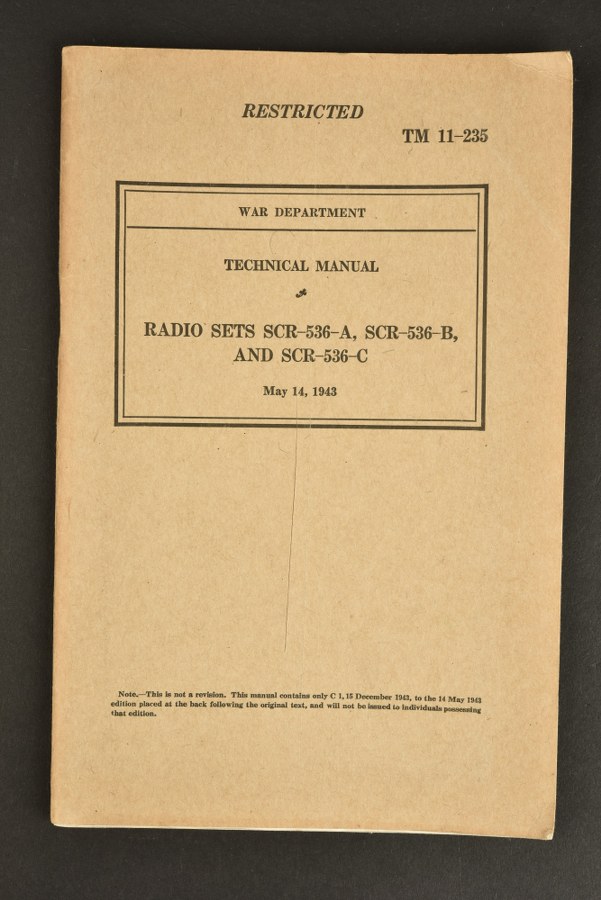 RESTRICTED
TM 11–235
WAR DEPARTMENT
TECHNICAL MANUAL
RADIO SETS SCR–536–A, SCR–536–B,
AND SCR–536–C
May 14, 1943
Note.—This is not a revision. This manual contains only C 1, 15 December 1943, to the 14 May 1943
edition placed at the back following the original text, and will not be issued to individuals possessing
that edition.